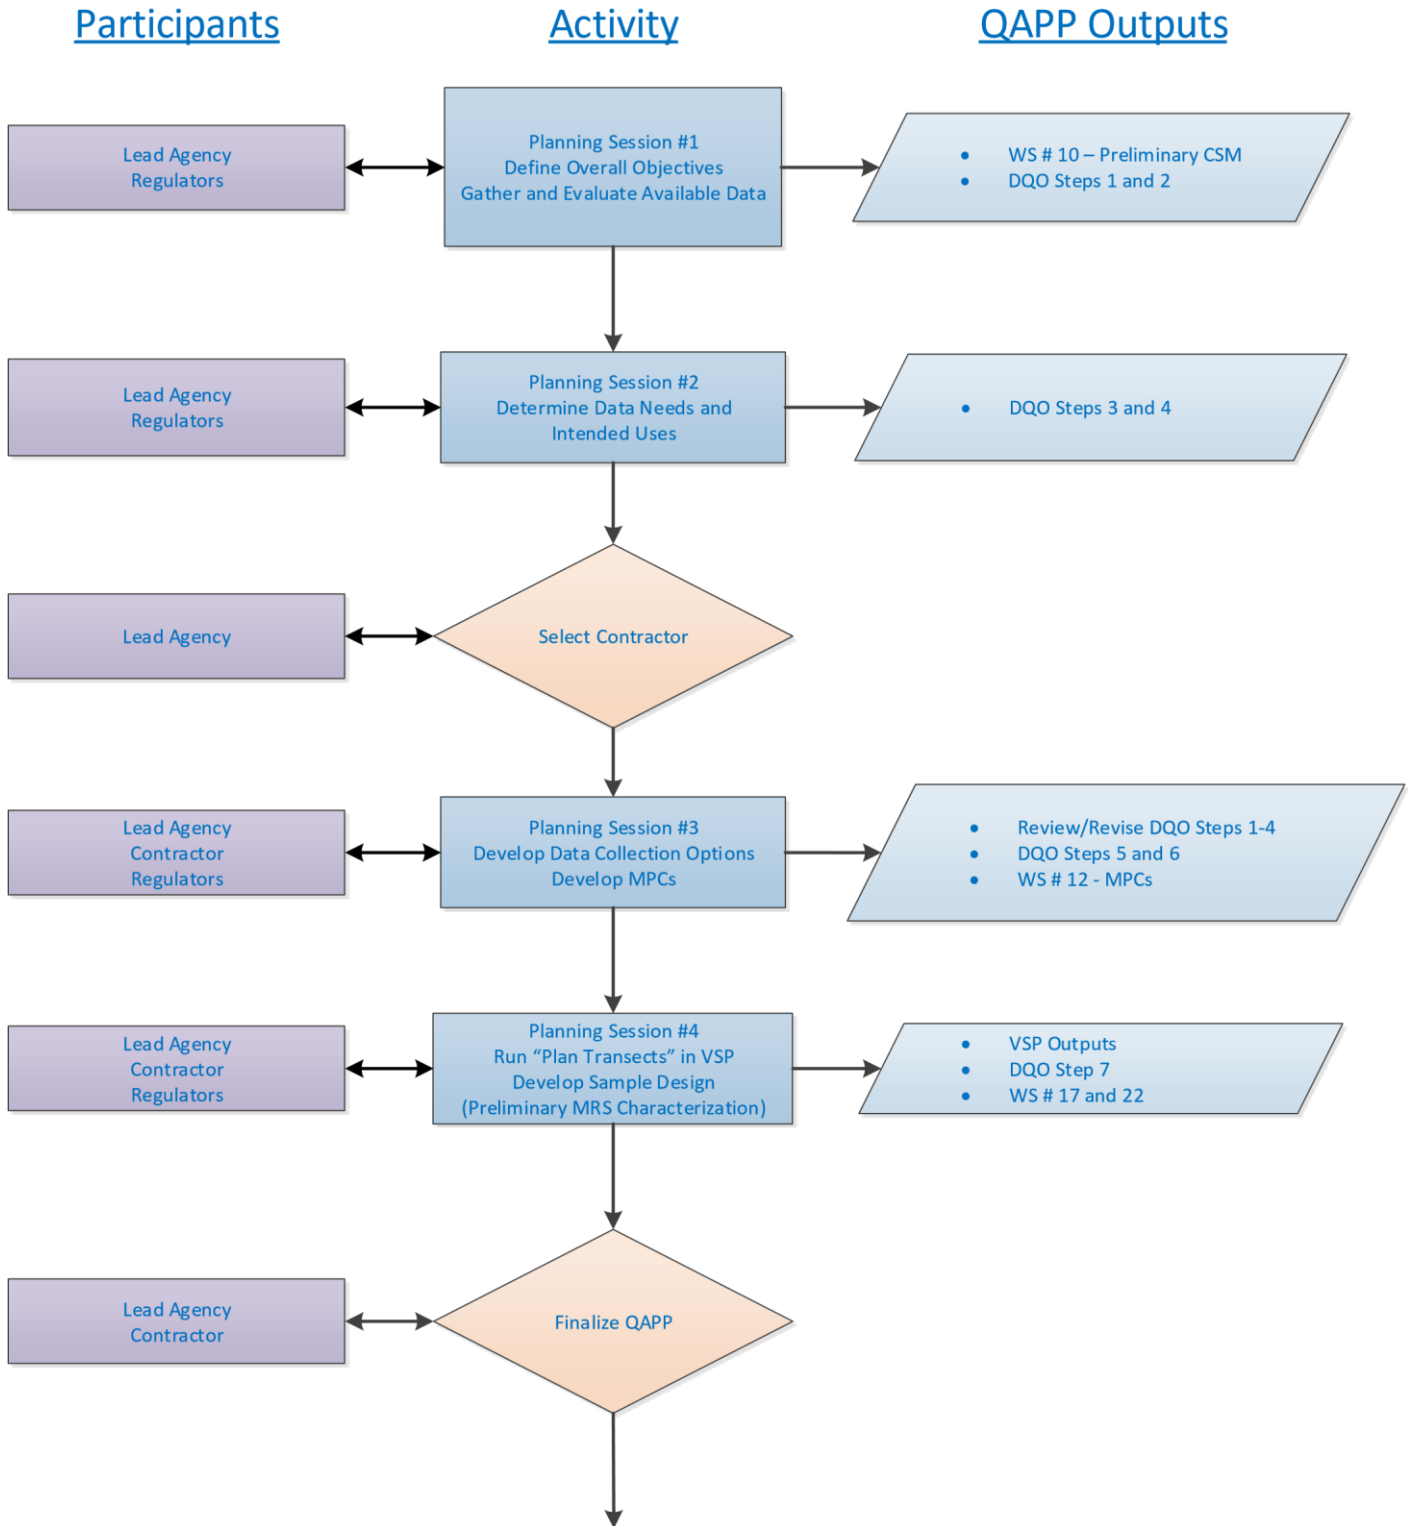 Participants
Activity
QAPP Outputs
Lead Agency
Regulators
Planning Session #1
Define Overall Objectives
Gather and Evaluate Available Data
• WS # 10 – Preliminary CSM
• DQO Steps 1 and 2
Lead Agency
Regulators
Planning Session #2
Determine Data Needs and
Intended Uses
• DQO Steps 3 and 4
Lead Agency
Select Contractor
Lead Agency
Contractor
Regulators
Planning Session #3
Develop Data Collection Options
Develop MPCs
• Review/Revise DQO Steps 1-4
• DQO Steps 5 and 6
• WS # 12 - MPCs
Lead Agency
Contractor
Regulators
Planning Session #4
Run “Plan Transects” in VSP
Develop Sample Design
(Preliminary MRS Characterization)
• VSP Outputs
• DQO Step 7
• WS # 17 and 22
Lead Agency
Contractor
Finalize QAPP